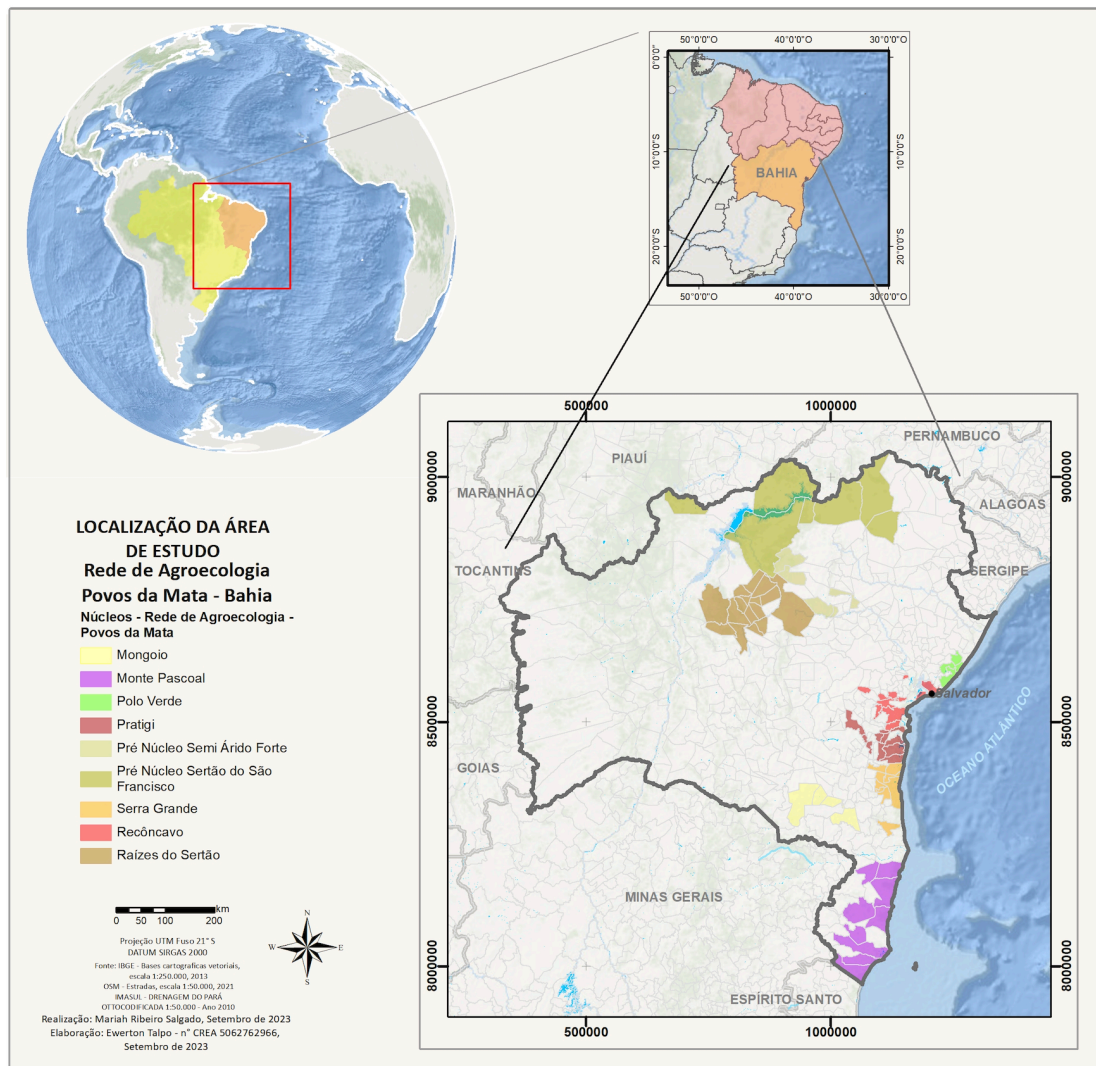 50°0'0"O 40°0'0"O
0°0'0"
10°0'0"S
20°0'0"S
BAHIA
0°0'0"
10°0'0"S
20°0'0"S
50°0'0"O 40°0'0"O 30°0'0"O
500000 1000000
9000000
8500000
8000000
PERNAMBUCO
PIAUÍ
MARANHÃO
ALAGOAS
TOCANTINS
SERGIPE
Salvador
OCEANO ATLÂNTICO
GOIAS
MINAS GERAIS
ESPÍRITO SANTO
500000 1000000
LOCALIZAÇÃO DA ÁREA
DE ESTUDO
Rede de Agroecologia
Povos da Mata - Bahia
Núcleos - Rede de Agroecologia -
Povos da Mata
Mongoio
Monte Pascoal
Polo Verde
Pratigi
Pré Núcleo Semi Árido Forte
Pré Núcleo Sertão do São
Francisco
Serra Grande
Recôncavo
Raízes do Sertão
km
0 50 100 200
N
W E
S
Projeção UTM Fuso 21° S
DATUM SIRGAS 2000
Fonte: IBGE - Bases cartograficas vetoriais,
escala 1:250.000, 2013
OSM - Estradas, escala 1:50.000, 2021
IMASUL - DRENAGEM DO PARÁ
OTTOCODIFICADA 1:50.000 - Ano 2010
Realização: Mariah Ribeiro Salgado, Setembro de 2023
Elaboração: Ewerton Talpo - n° CREA 5062762966,
Setembro de 2023